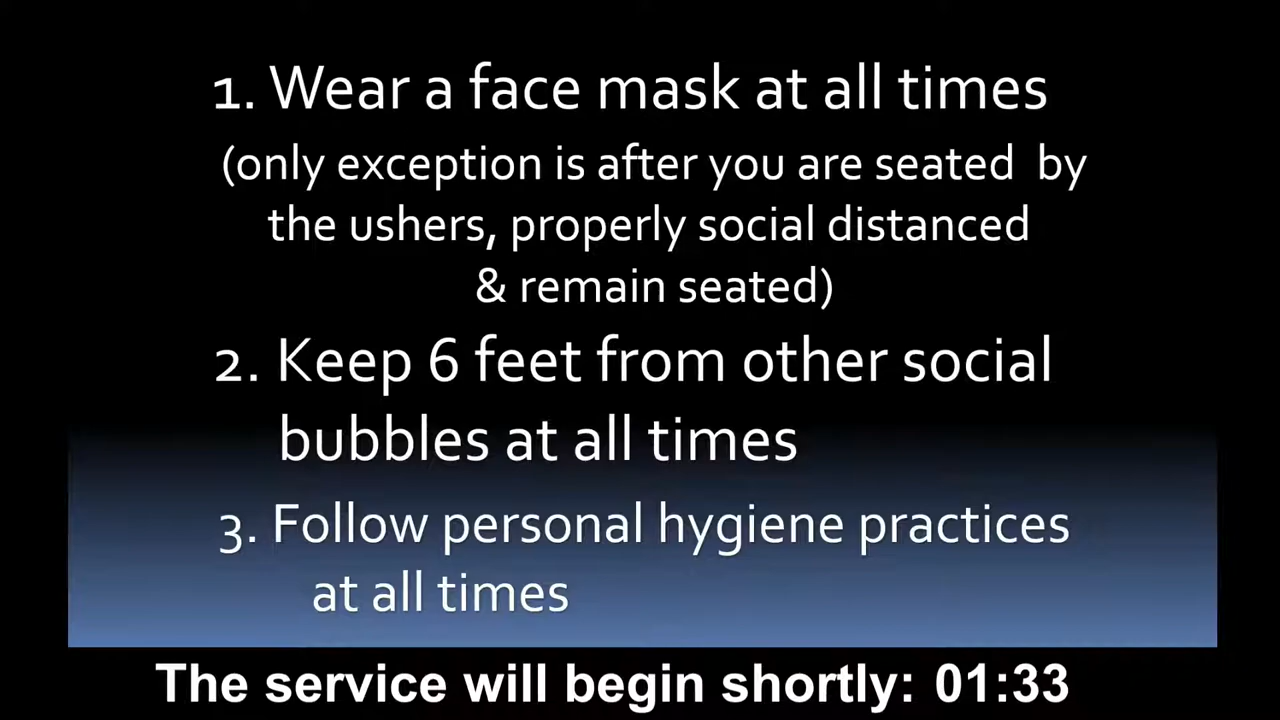 1. Wear a face mask at all times
(only exception is after you are seated by
the ushers, properly social distanced
& remain seated)
2. Keep 6 feet from other social
bubbles at all times
3. Follow personal hygiene practices
at all times
The service will begin shortly: 01:33